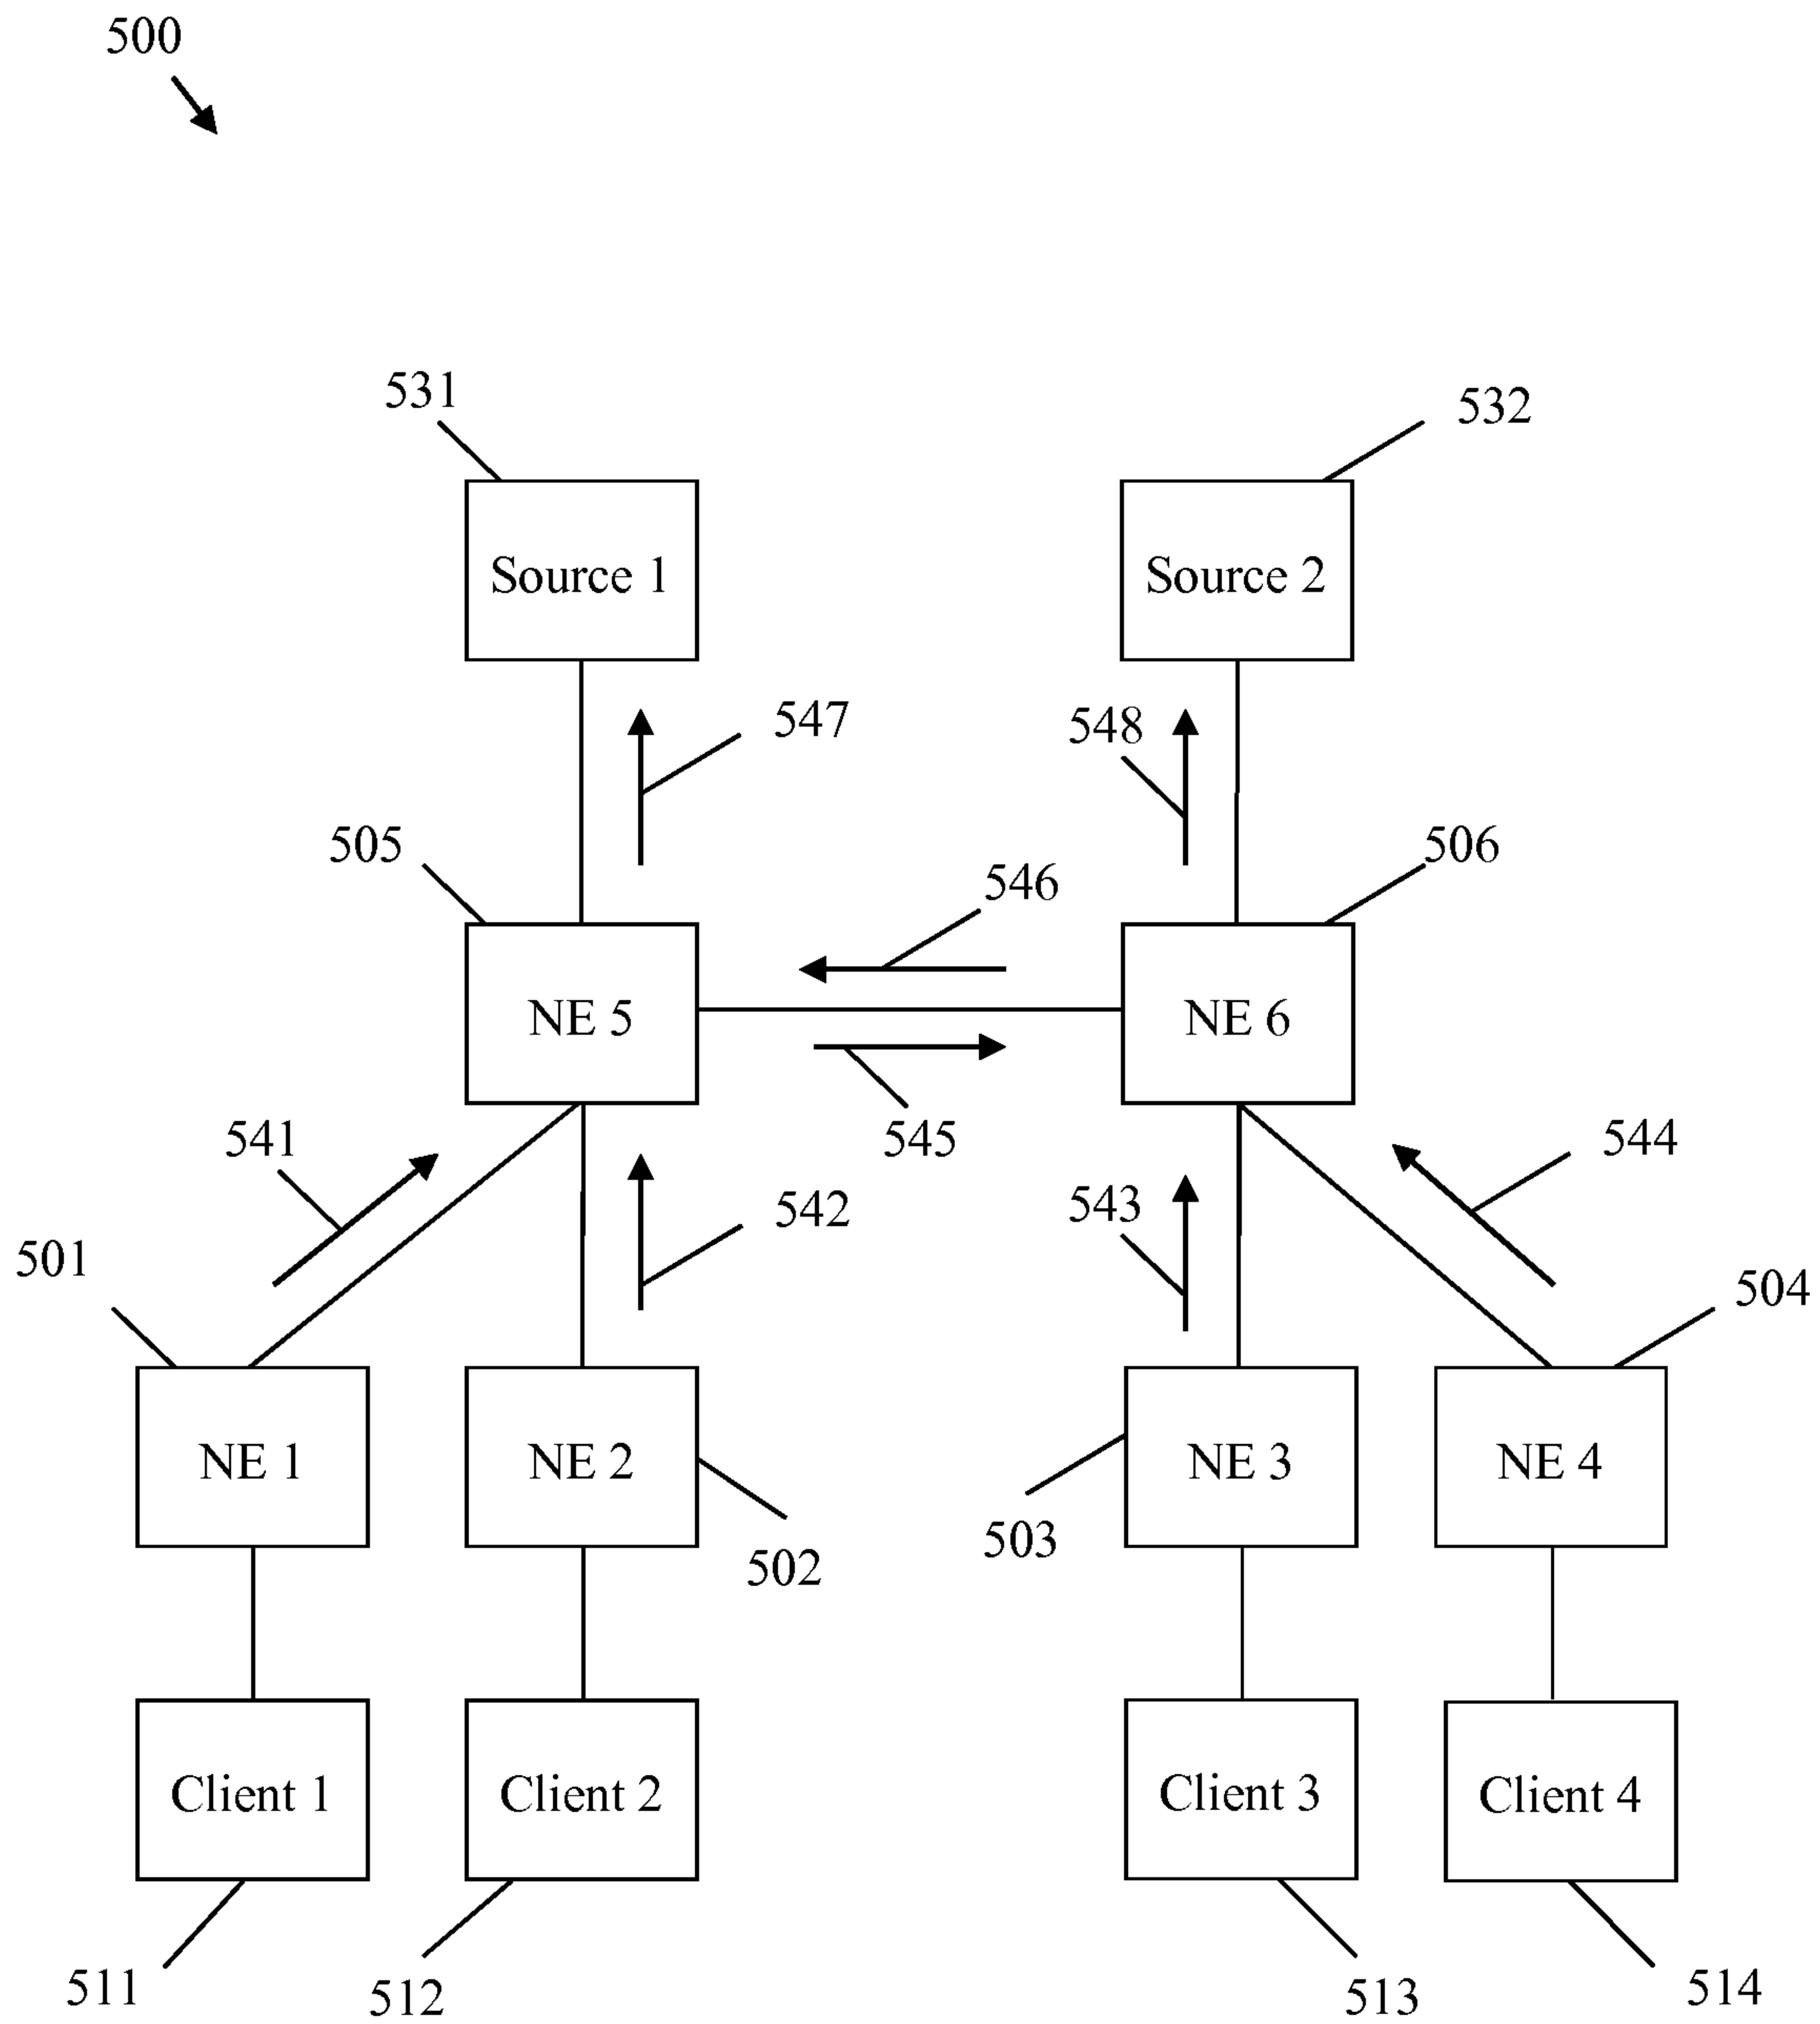 500
531
532
Source 1
Source 2
547
548
505
506
546
NE 5
NE 6
545
541
542
543
544
501
504
NE 1
NE 2
NE 3
NE 4
502
503
Client 1
Client 2
Client 3
Client 4
511
512
513
514